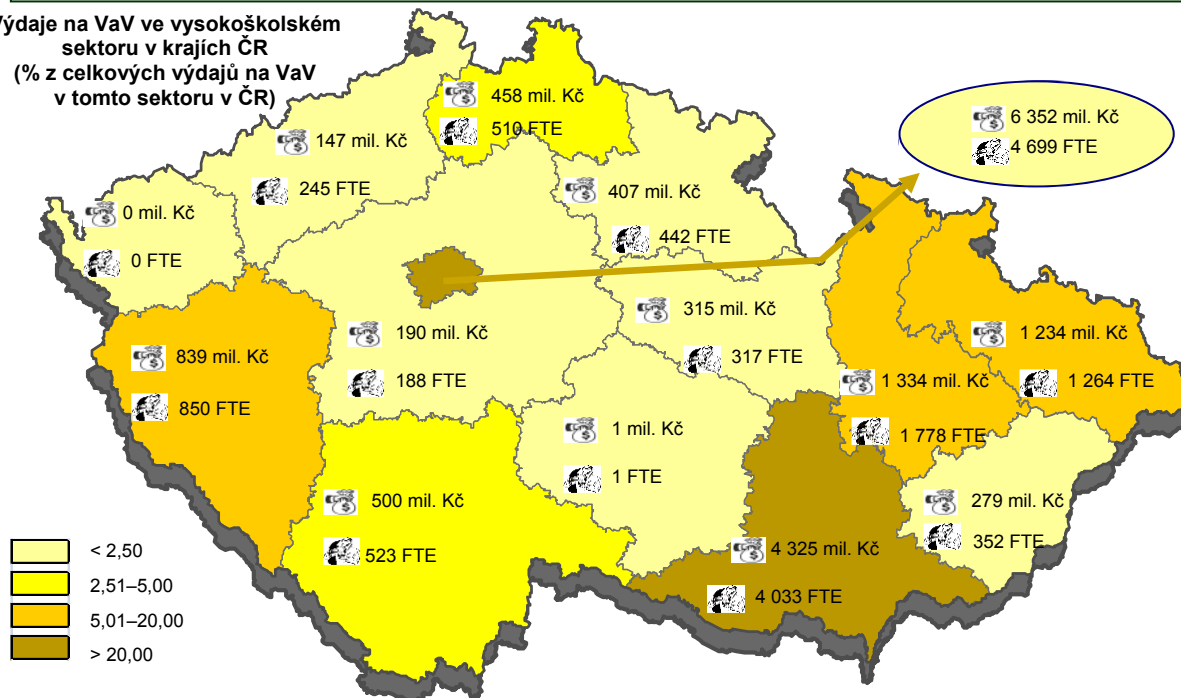 Výdaje na VaV ve vysokoškolském
sektoru v krajích ČR
(% z celkových výdajů na VaV
v tomto sektoru v ČR)
458 mil. Kč
510 FTE
6 352 mil. Kč
4 699 FTE
147 mil. Kč
245 FTE
407 mil. Kč
442 FTE
0 mil. Kč
0 FTE
190 mil. Kč
188 FTE
315 mil. Kč
317 FTE
1 234 mil. Kč
1 264 FTE
839 mil. Kč
850 FTE
1 334 mil. Kč
1 778 FTE
1 mil. Kč
1 FTE
500 mil. Kč
523 FTE
279 mil. Kč
352 FTE
4 325 mil. Kč
4 033 FTE
< 2,50
2,51–5,00
5,01–20,00
> 20,00